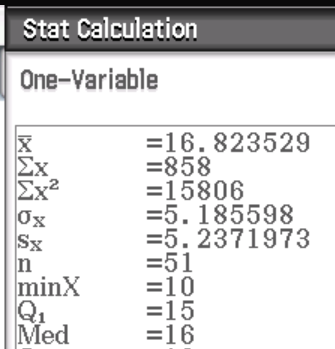 Stat Calculation
One-Variable
x̄ =16.823529
Σx =858
Σx² =15806
σx =5.185598
sx =5.2371973
n =51
minX =10
Q₁ =15
Med =16